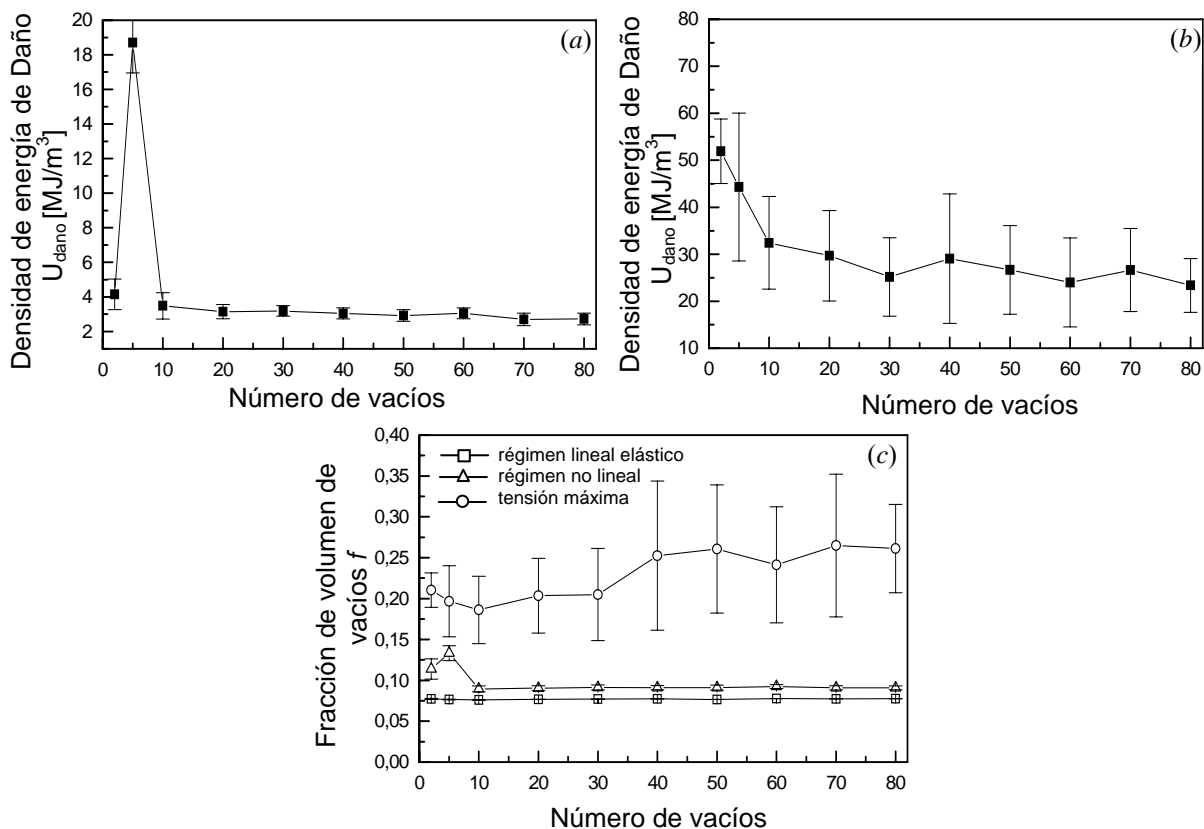 (a)
Densidad de energía de Daño
U_dano [MJ/m^3]
20
18
16
14
12
10
8
6
4
2
0 10 20 30 40 50 60 70 80
Número de vacíos
(b)
Densidad de energía de Daño
U_dano [MJ/m^3]
80
70
60
50
40
30
20
10
0 10 20 30 40 50 60 70 80
Número de vacíos
(c)
régimen lineal elástico
régimen no lineal
tensión máxima
Fracción de volumen de
vacíos f
0,40
0,35
0,30
0,25
0,20
0,15
0,10
0,05
0,00
0 10 20 30 40 50 60 70 80
Número de vacíos